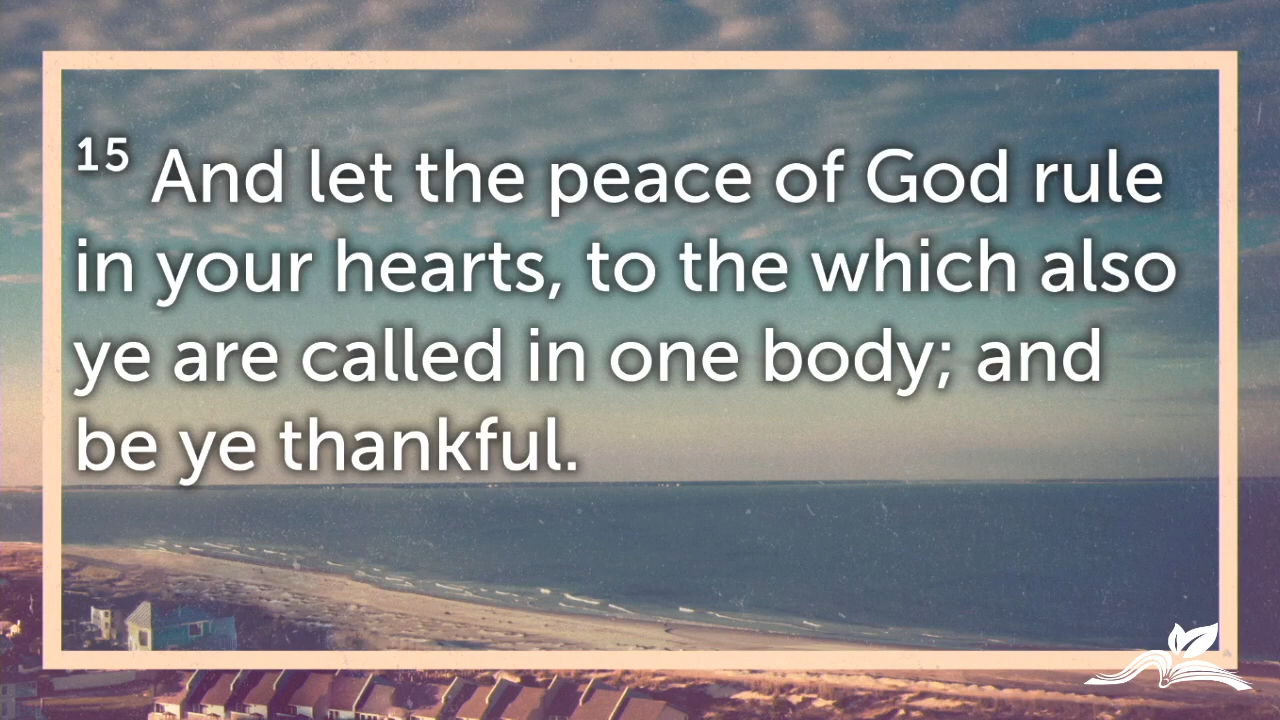 15 And let the peace of God rule
in your hearts, to the which also
ye are called in one body; and
be ye thankful.